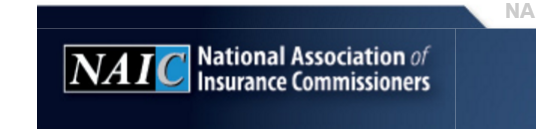 NA
NAIC National Association of
Insurance Commissioners